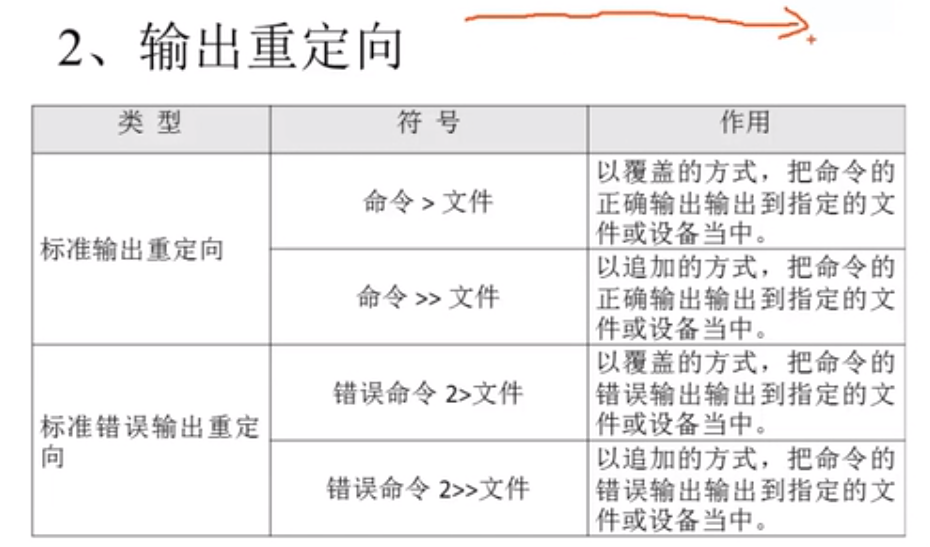 2、输出重定向
类 型
符 号
作用
标准输出重定向
命令 > 文件
以覆盖的方式，把命令的
正确输出输出到指定的文
件或设备当中。
命令 >> 文件
以追加的方式，把命令的
正确输出输出到指定的文
件或设备当中。
标准错误输出重定
向
错误命令 2>文件
以覆盖的方式，把命令的
错误输出输出到指定的文
件或设备当中。
错误命令 2>>文件
以追加的方式，把命令的
错误输出输出到指定的文
件或设备当中。